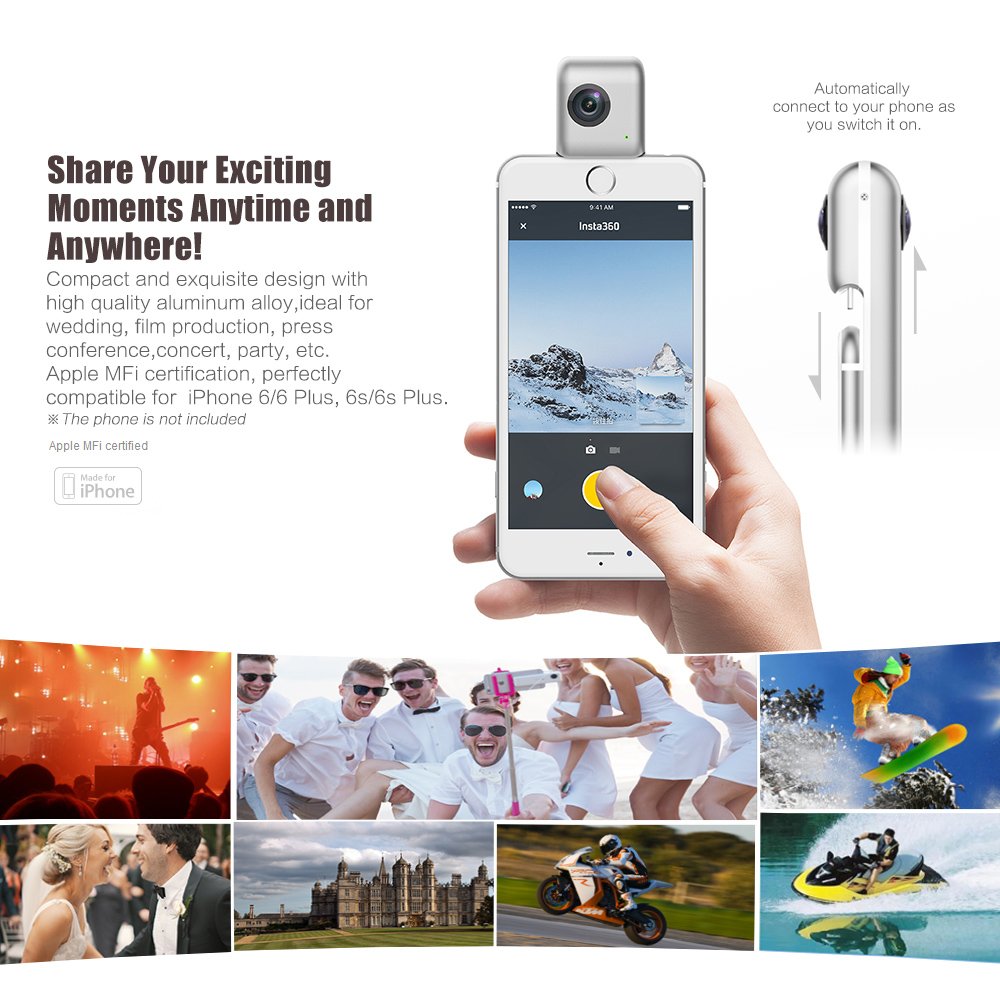 Automatically
connect to your phone as
you switch it on.
Share Your Exciting
Moments Anytime and
Anywhere!
Compact and exquisite design with
high quality aluminum alloy,ideal for
wedding, film production, press
conference,concert, party, etc.
Apple MFi certification, perfectly
compatible for iPhone 6/6 Plus, 6s/6s Plus.
※The phone is not included
Apple MFi certified
Made for
iPhone
9:41 AM
Insta360